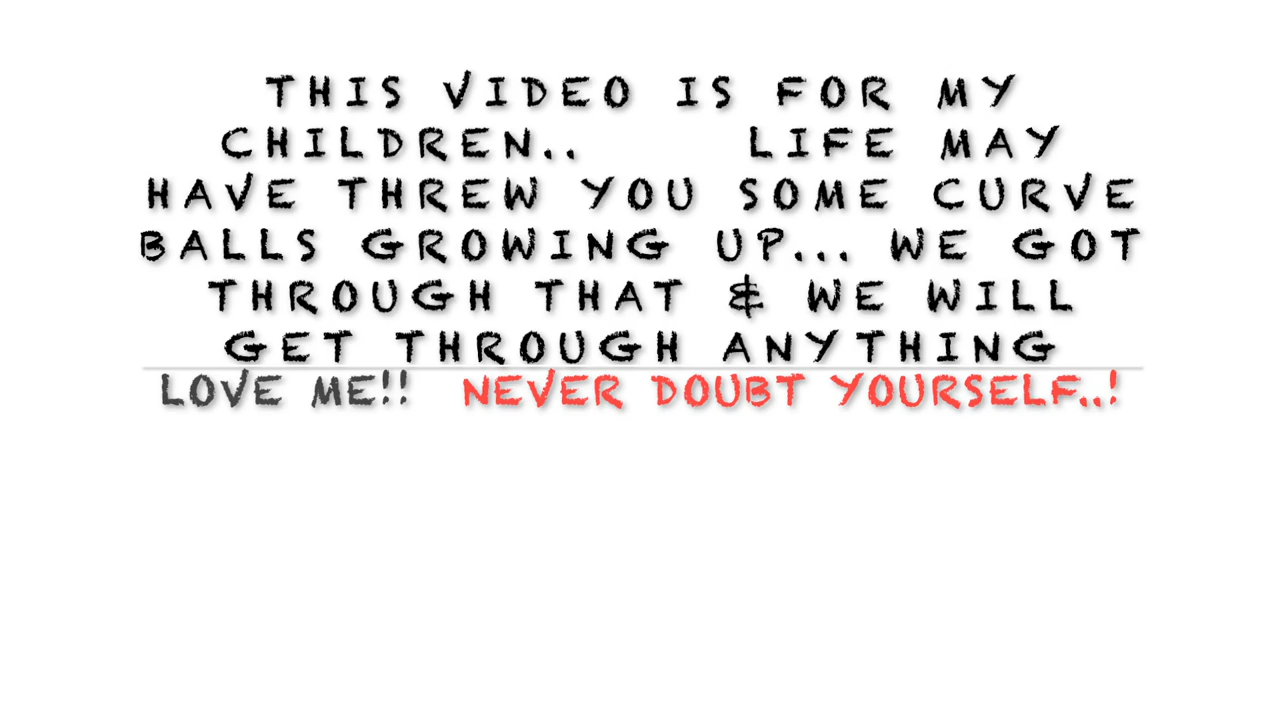 THIS VIDEO IS FOR MY
CHILDREN.. LIFE MAY
HAVE THREW YOU SOME CURVE
BALLS GROWING UP... WE GOT
THROUGH THAT & WE WILL
GET THROUGH ANYTHING
LOVE ME!! NEVER DOUBT YOURSELF..!